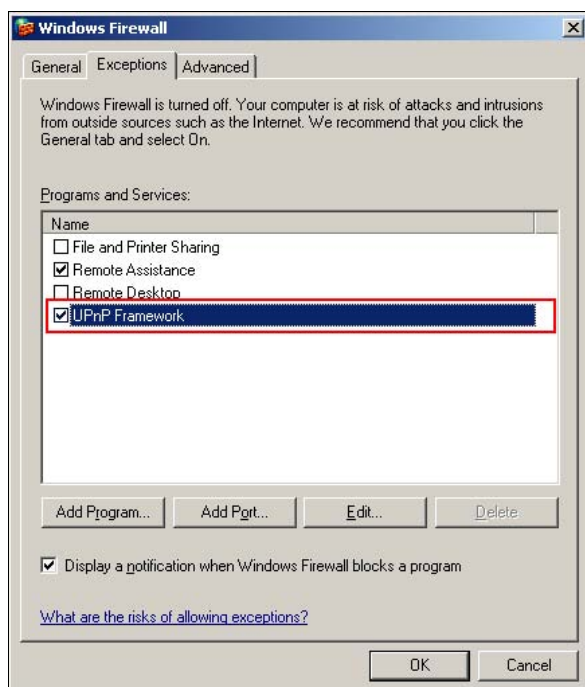 Windows Firewall
General Exceptions Advanced
Windows Firewall is turned off. Your computer is at risk of attacks and intrusions
from outside sources such as the Internet. We recommend that you click the
General tab and select On.
Programs and Services:
Name
File and Printer Sharing
Remote Assistance
Remote Desktop
UPnP Framework
Add Program... Add Port... Edit... Delete
Display a notification when Windows Firewall blocks a program
What are the risks of allowing exceptions?
OK Cancel